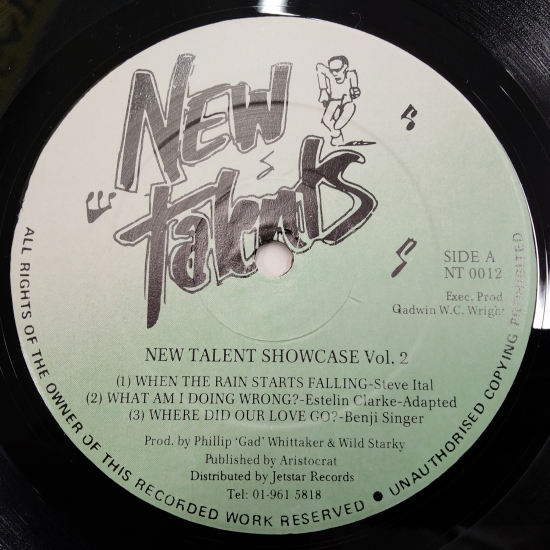 New
Talents
SIDE A
NT 0012
Exec. Prod
Gadwin W.C. Wright
NEW TALENT SHOWCASE Vol. 2
(1) WHEN THE RAIN STARTS FALLING-Steve Ital
(2) WHAT AM I DOING WRONG?-Estelin Clarke-Adapted
(3) WHERE DID OUR LOVE GO?-Benji Singer
Prod. by Phillip 'Gad' Whittaker & Wild Starky
Published by Aristocrat
Distributed by Jetstar Records
Tel: 01-961 5818
ALL RIGHTS OF THE OWNER OF THIS RECORDED WORK RESERVED ● UNAUTHORISED COPYING PROHIBITED